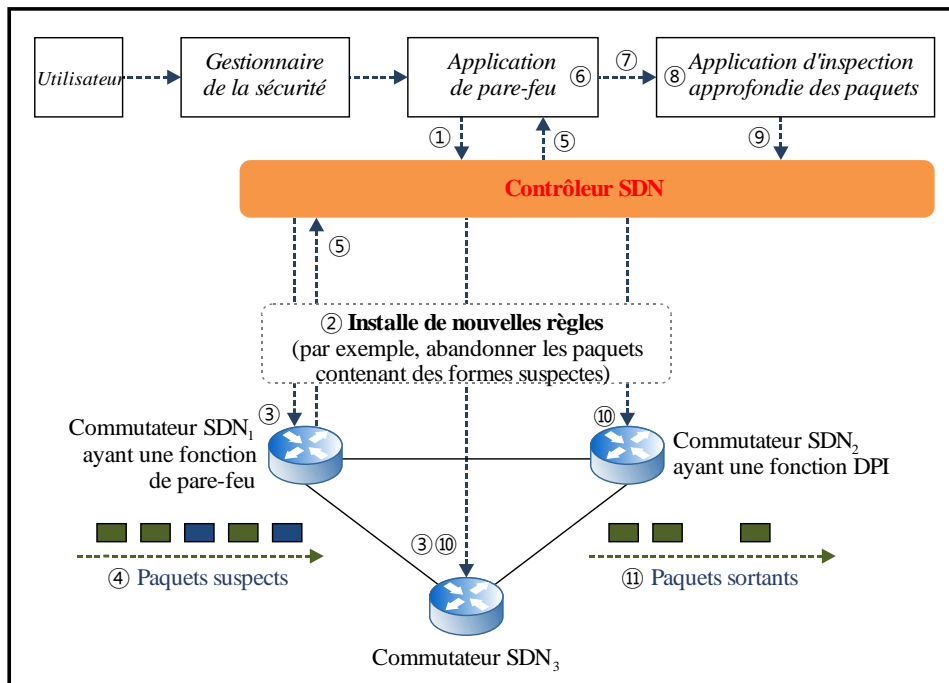 Utilisateur
Gestionnaire
de la sécurité
Application
de pare-feu
⑥
⑦
⑧
Application d'inspection
approfondie des paquets
①
⑤
⑨
Contrôleur SDN
⑤
② Installe de nouvelles règles
(par exemple, abandonner les paquets
contenant des formes suspectes)
③
⑩
Commutateur SDN1
ayant une fonction
de pare-feu
Commutateur SDN2
ayant une fonction DPI
③⑩
④ Paquets suspects
⑪ Paquets sortants
Commutateur SDN3